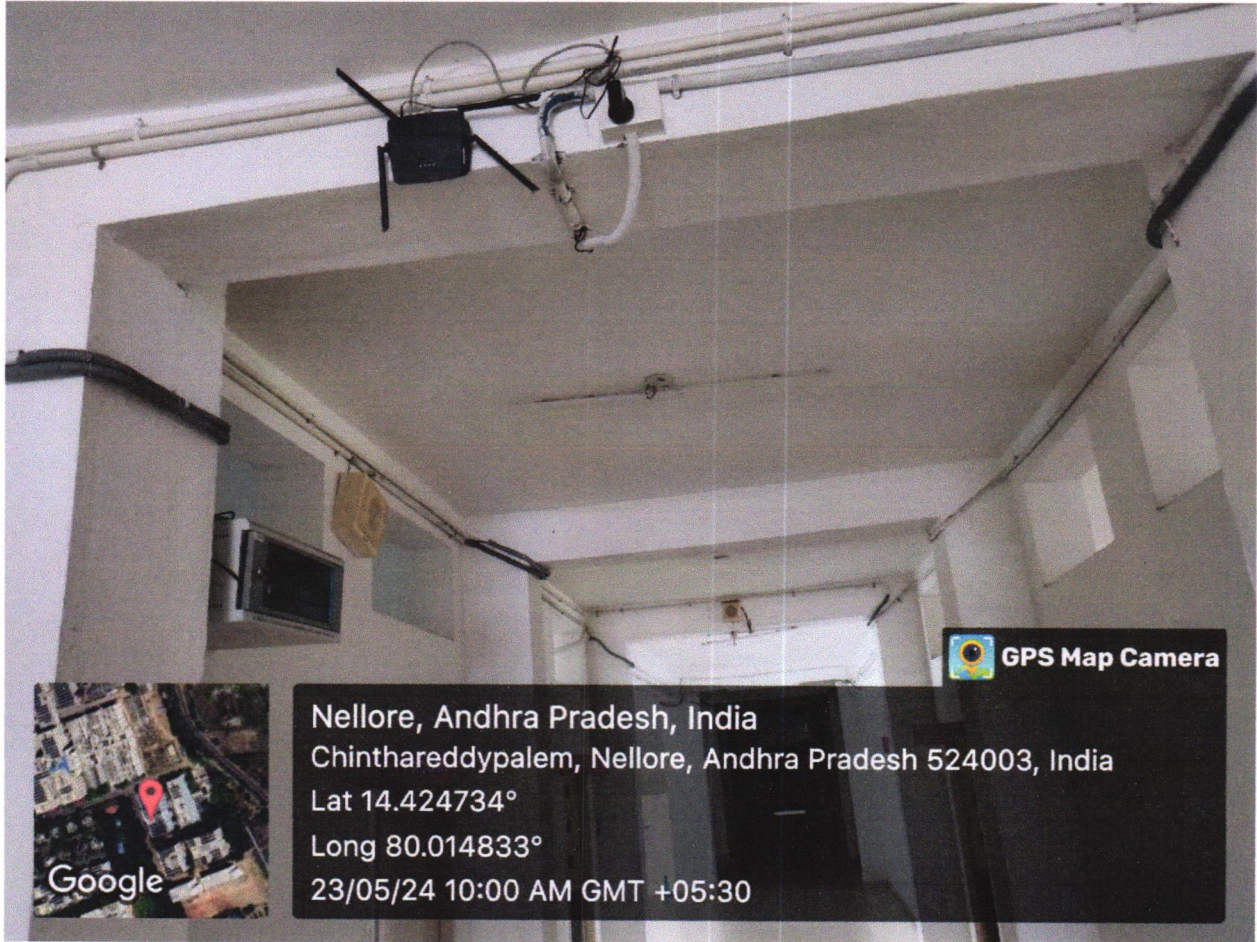 GPS Map Camera
Nellore, Andhra Pradesh, India
Chinthareddypalem, Nellore, Andhra Pradesh 524003, India
Lat 14.424734°
Long 80.014833°
23/05/24 10:00 AM GMT +05:30
Google